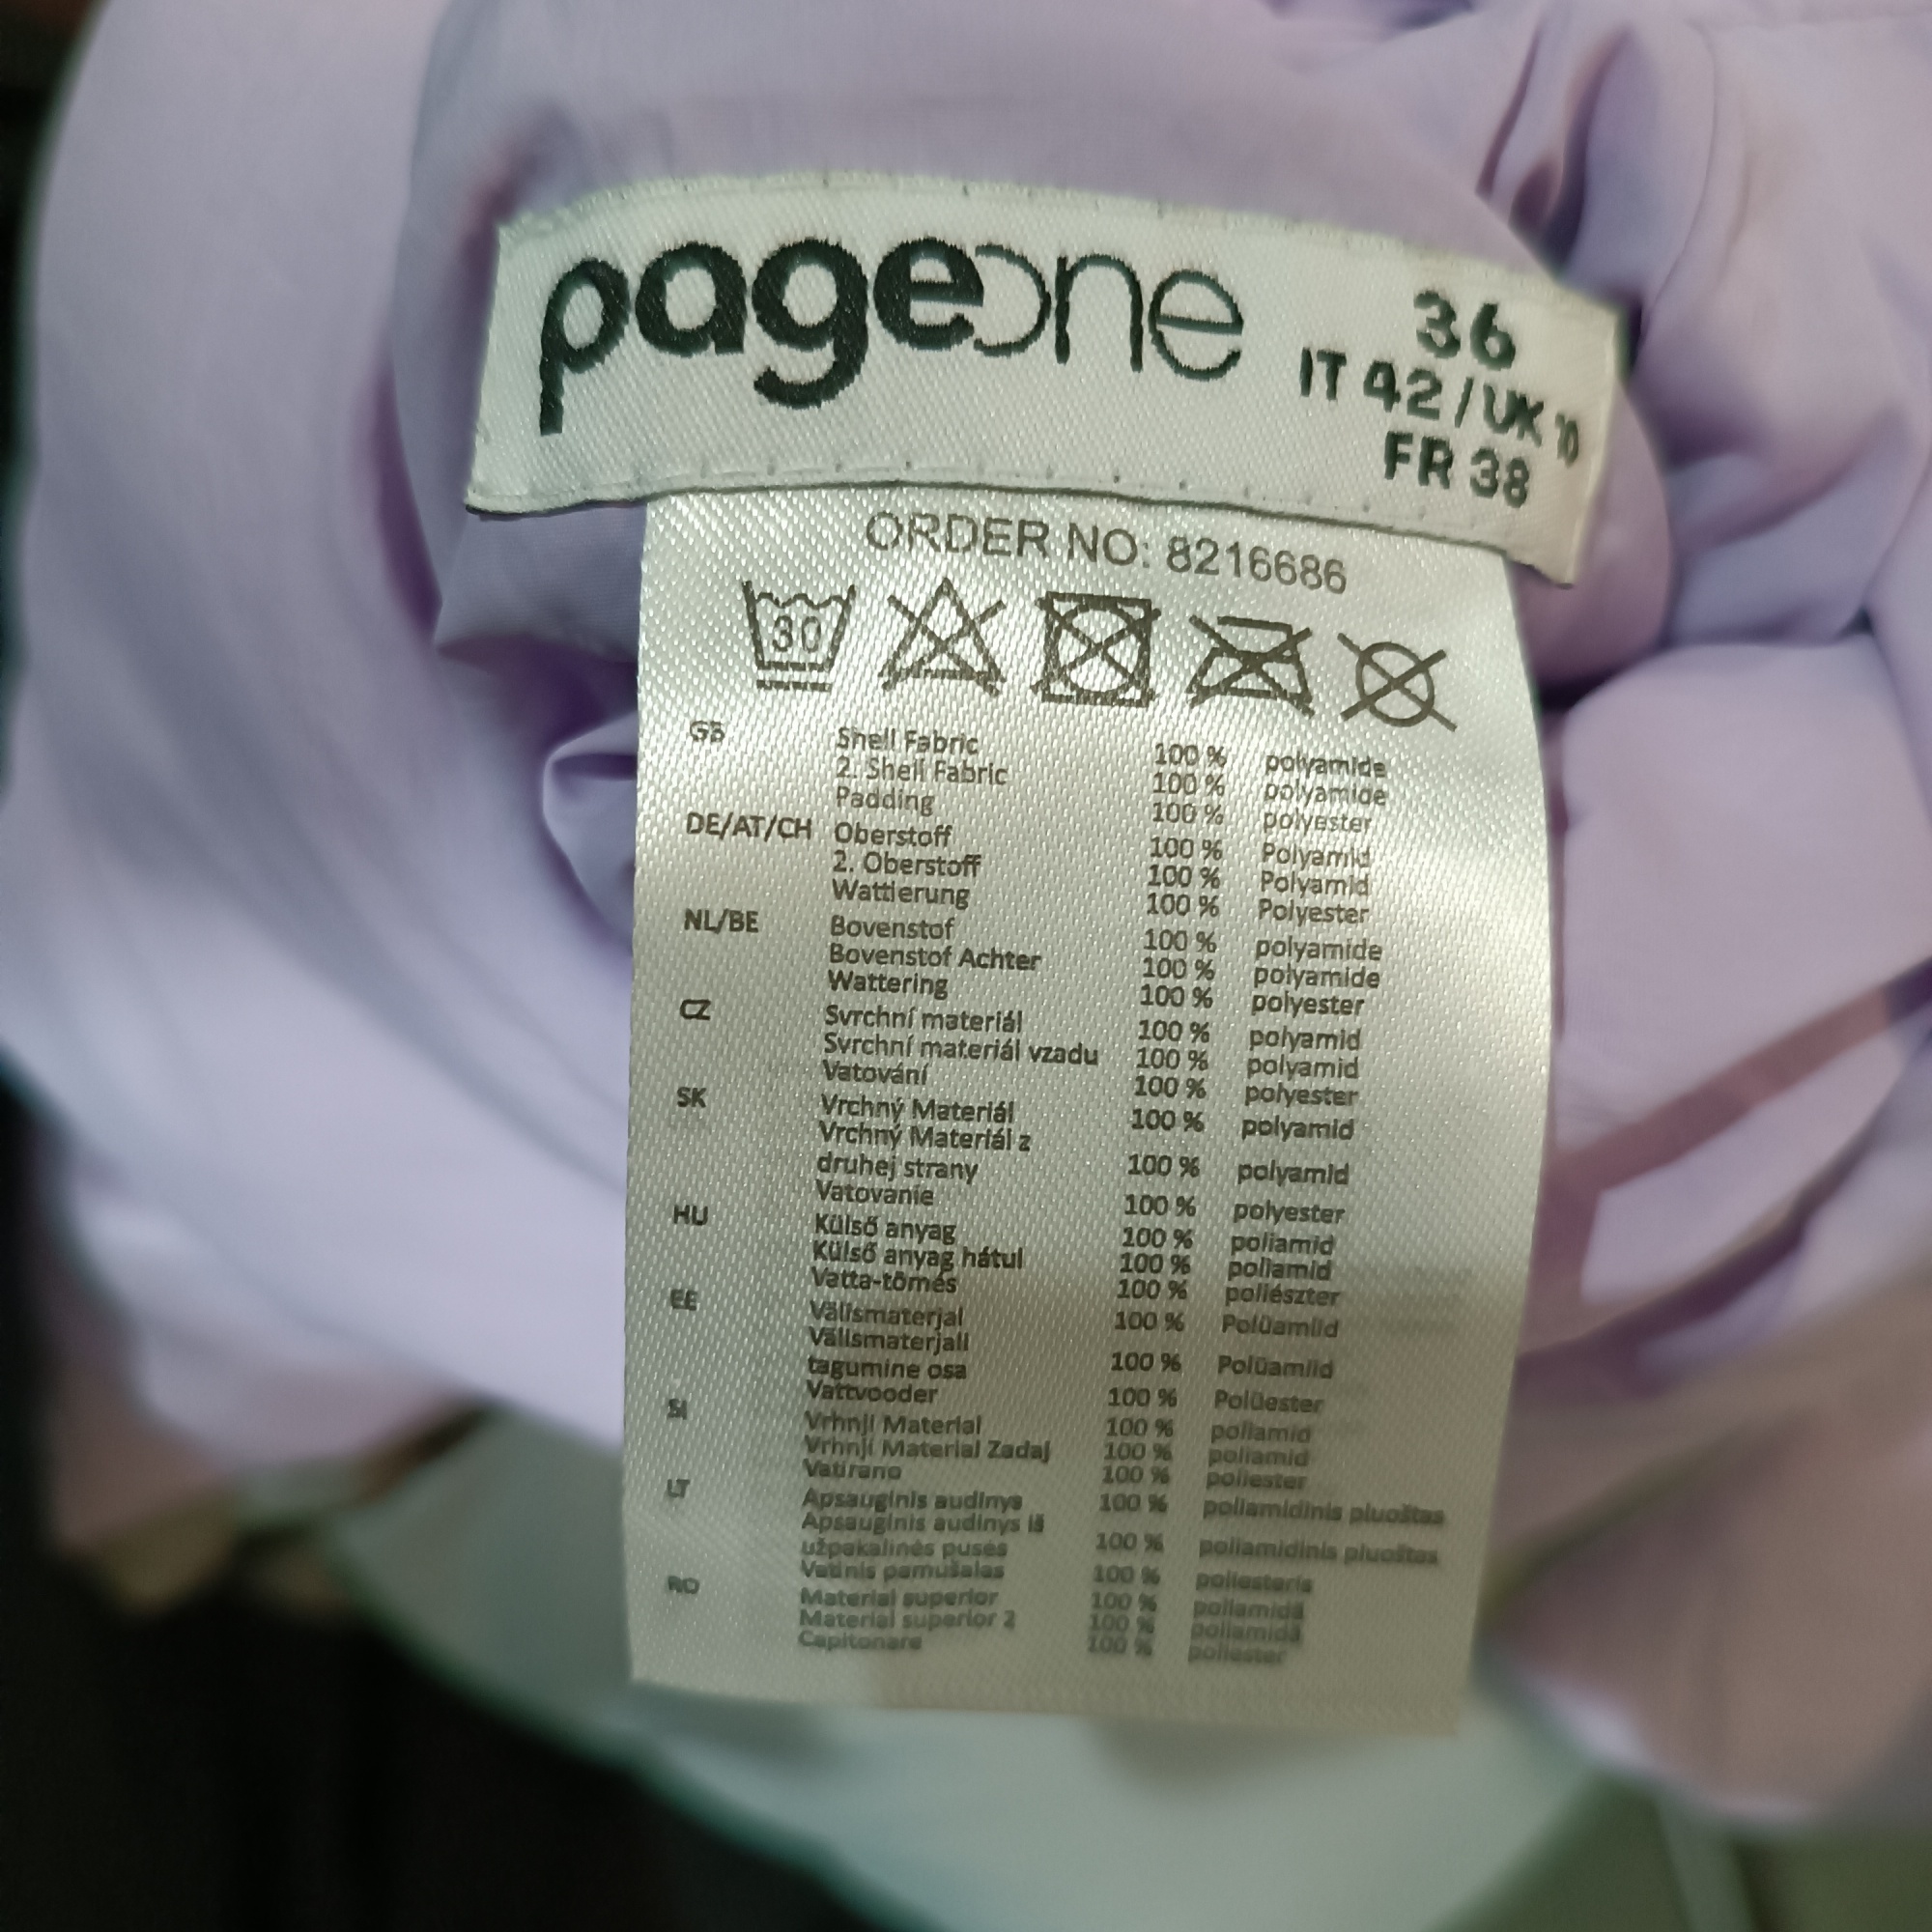 pageone
36
IT 42 / UK 10
FR 38
ORDER NO: 8216686
30
GB Shell Fabric 100 % polyamide
2. Shell Fabric 100 % polyamide
Padding 100 % polyester
DE/AT/CH Oberstoff 100 % Polyamid
2. Oberstoff 100 % Polyamid
Wattierung 100 % Polyester
NL/BE Bovenstof 100 % polyamide
Bovenstof Achter 100 % polyamide
Wattering 100 % polyester
CZ Svrchní materiál 100 % polyamid
Svrchní materiál vzadu 100 % polyamid
Vatování 100 % polyester
SK Vrchný Materiál 100 % polyamid
Vrchný Materiál z
druhej strany 100 % polyamid
Vatovanie 100 % polyester
HU Külső anyag 100 % poliamid
Külső anyag hátul 100 % poliamid
Vatta-tömés 100 % poliészter
EE Välismaterjal 100 % Polüamiid
Välismaterjali
tagumine osa 100 % Polüamiid
Vattvooder 100 % Polüester
SI Vrhnji Material 100 % poliamid
Vrhnji Material Zadaj 100 % poliamid
Vatirano 100 % poliester
LT Apsauginis audinys 100 % poliamidinis pluoštas
Apsauginis audinys iš
užpakalinės pusės 100 % poliamidinis pluoštas
Vatinis pamušalas 100 % poliesteris
RO Material superior 100 % poliamidă
Material superior 2 100 % poliamidă
Capitonare 100 % poliester